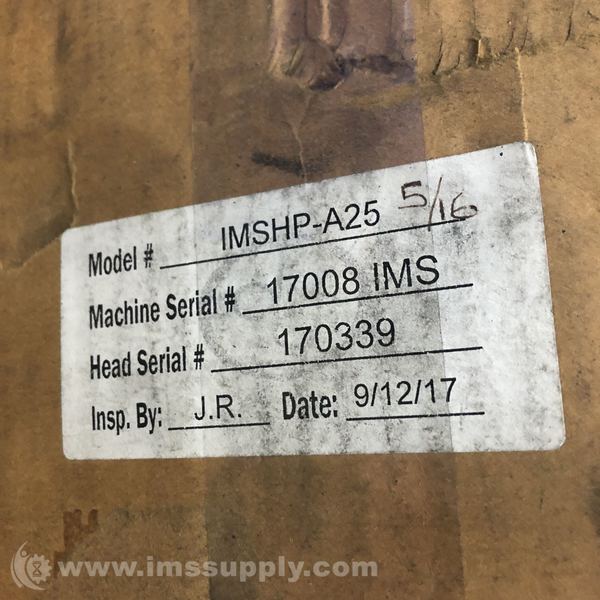 Model # IMSHP-A25 5/16
Machine Serial # 17008 IMS
Head Serial # 170339
Insp. By: J.R. Date: 9/12/17
www.imssupply.com